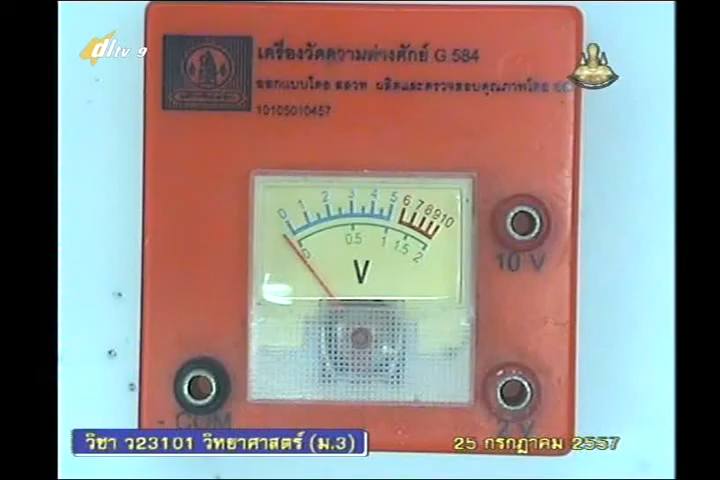 dltv 9
เครื่องวัดความต่างศักย์ G 584
ออกแบบโดย สสวท ผลิตและตรวจสอบคุณภาพโดย
10105010457
0 1 2 3 4 5 6 7 8 9 10
0 0.5 1 1.5 2
V
10 V
- COM
2 V
วิชา ว23101 วิทยาศาสตร์ (ม.3)
25 กรกฎาคม 2557